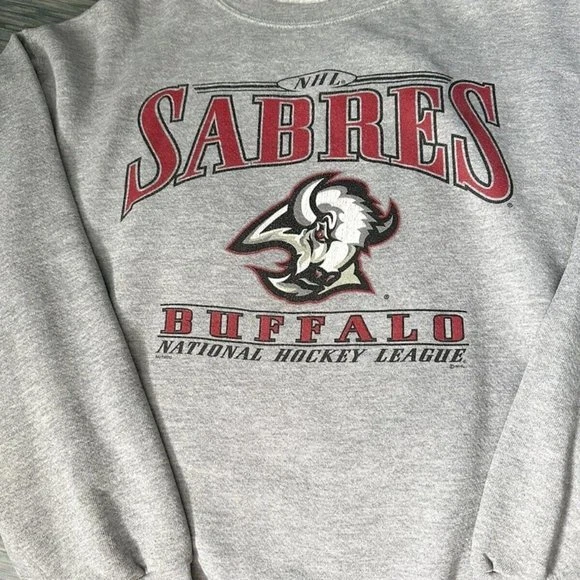 NHL
SABRES
BUFFALO
NATIONAL HOCKEY LEAGUE